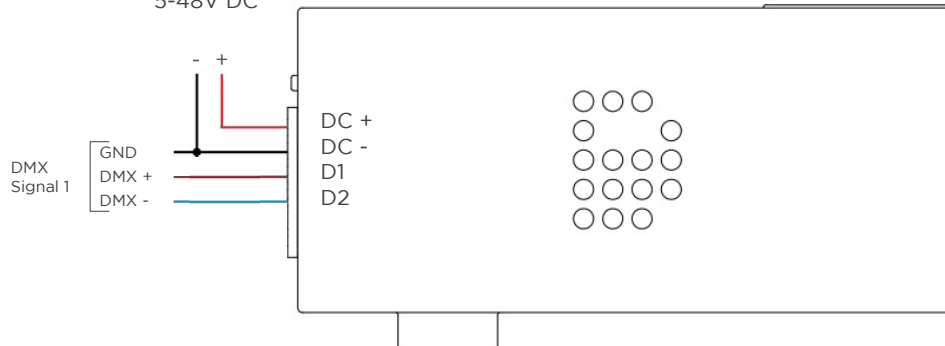 5-48V DC
- +
DC +
DC -
D1
D2
DMX
Signal 1
GND
DMX +
DMX -